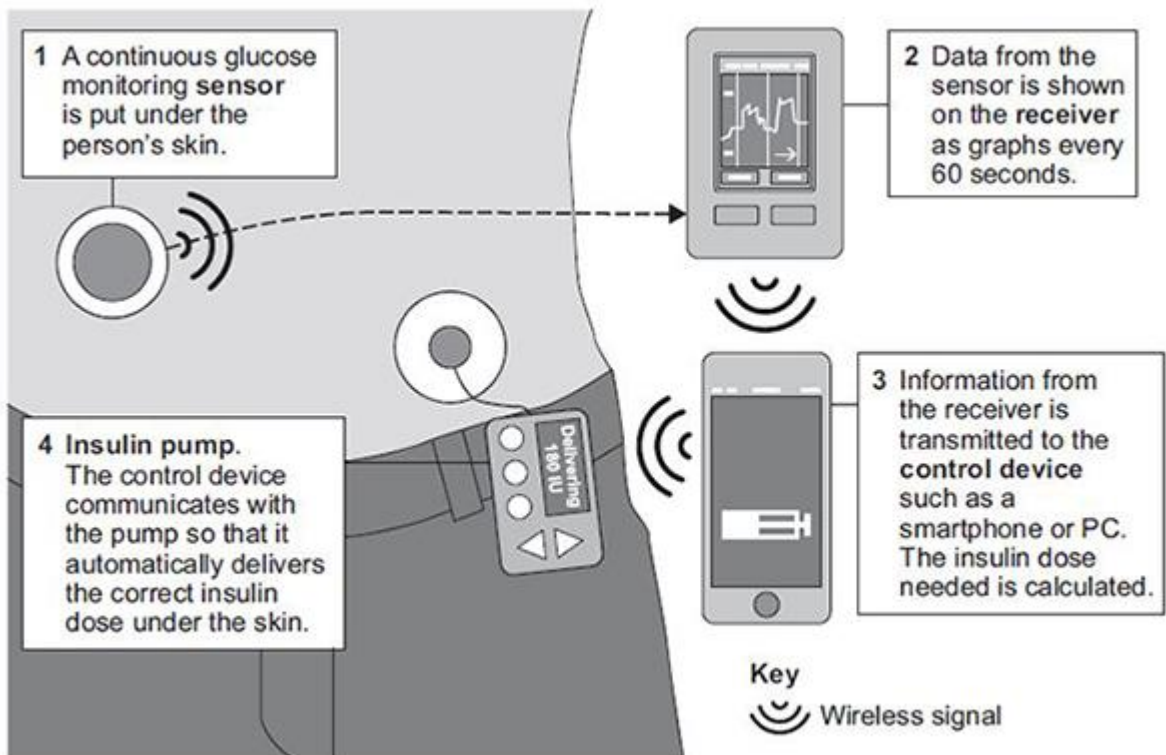 1 A continuous glucose
monitoring sensor
is put under the
person's skin.
2 Data from the
sensor is shown
on the receiver
as graphs every
60 seconds.
3 Information from
the receiver is
transmitted to the
control device
such as a
smartphone or PC.
The insulin dose
needed is calculated.
4 Insulin pump.
The control device
communicates with
the pump so that it
automatically delivers
the correct insulin
dose under the skin.
Delivering
180 IU
Key
Wireless signal